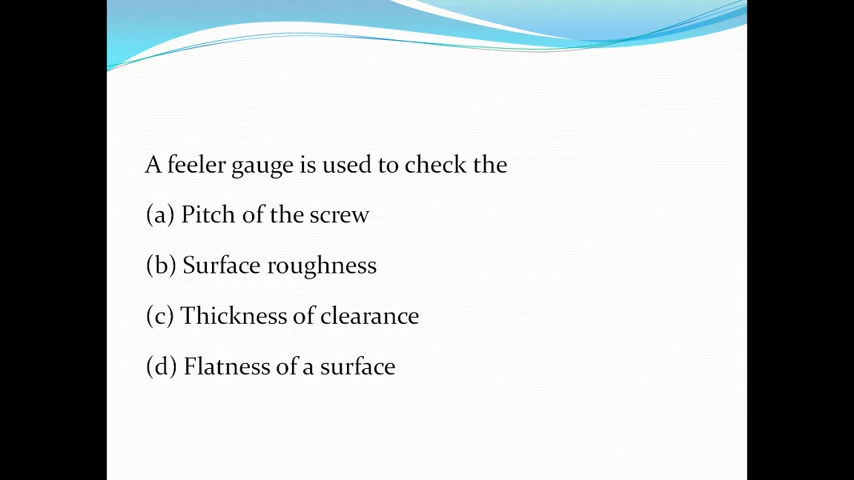 A feeler gauge is used to check the
(a) Pitch of the screw
(b) Surface roughness
(c) Thickness of clearance
(d) Flatness of a surface